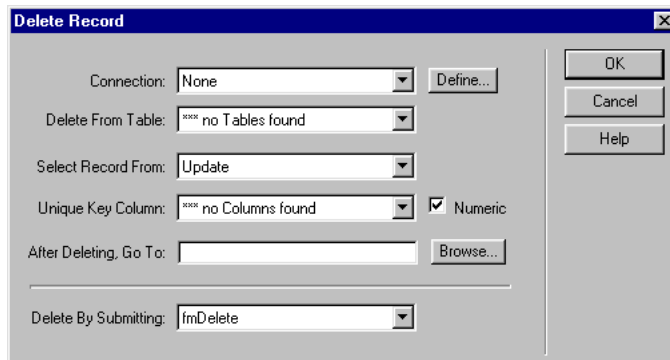 Delete Record
Connection: None Define... OK
Delete From Table: *** no Tables found Cancel
Select Record From: Update Help
Unique Key Column: *** no Columns found Numeric
After Deleting, Go To: Browse...
Delete By Submitting: fmDelete